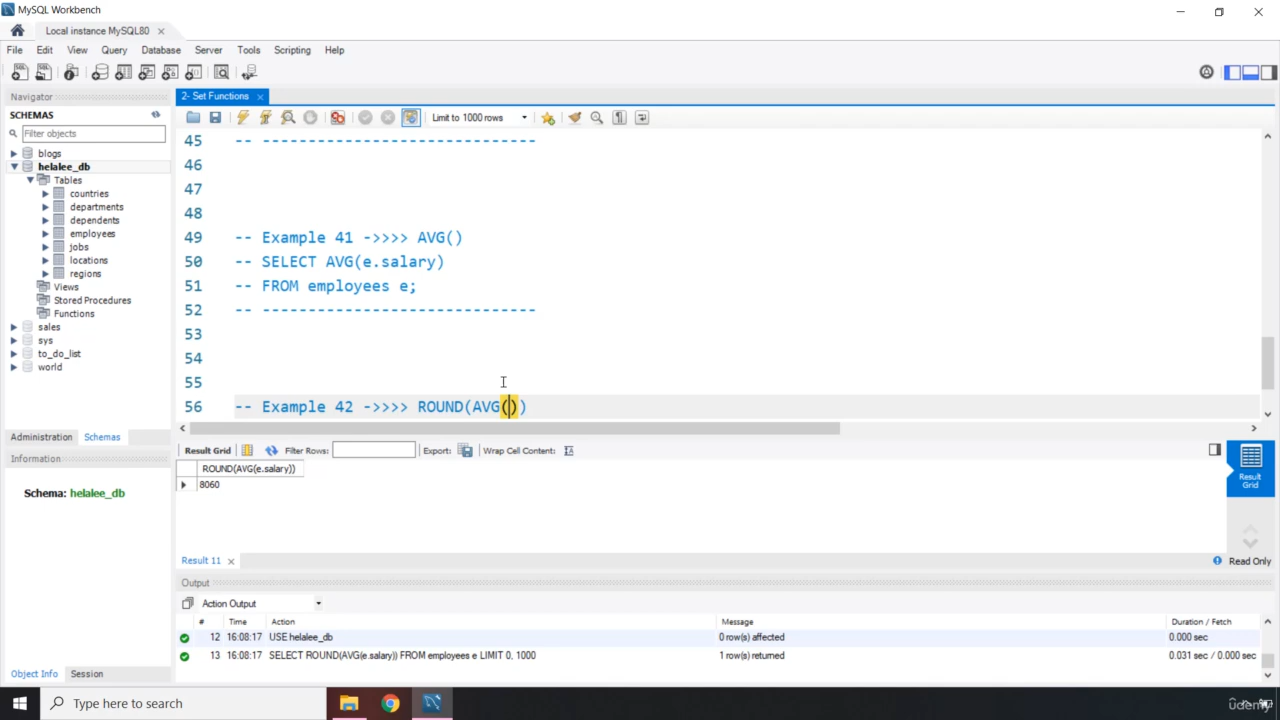 MySQL Workbench
Local instance MySQL80
File Edit View Query Database Server Tools Scripting Help
Navigator
SCHEMAS
Filter objects
blogs
helalee_db
Tables
countries
departments
dependents
employees
jobs
locations
regions
Views
Stored Procedures
Functions
sales
sys
to_do_list
world
Administration Schemas
Information
Schema: helalee_db
Object Info Session
2- Set Functions
Limit to 1000 rows
45 -- ------------------------------
46
47
48
49 -- Example 41 ->>>> AVG()
50 -- SELECT AVG(e.salary)
51 -- FROM employees e;
52 -- ------------------------------
53
54
55
56 -- Example 42 ->>>> ROUND(AVG())
Result Grid Filter Rows: Export: Wrap Cell Content:
ROUND(AVG(e.salary))
8060
Result Grid
Result 11
Read Only
Output
Action Output
# Time Action Message Duration / Fetch
12 16:08:17 USE helalee_db 0 row(s) affected 0.000 sec
13 16:08:17 SELECT ROUND(AVG(e.salary)) FROM employees e LIMIT 0, 1000 1 row(s) returned 0.031 sec / 0.000 sec
Type here to search
udemy